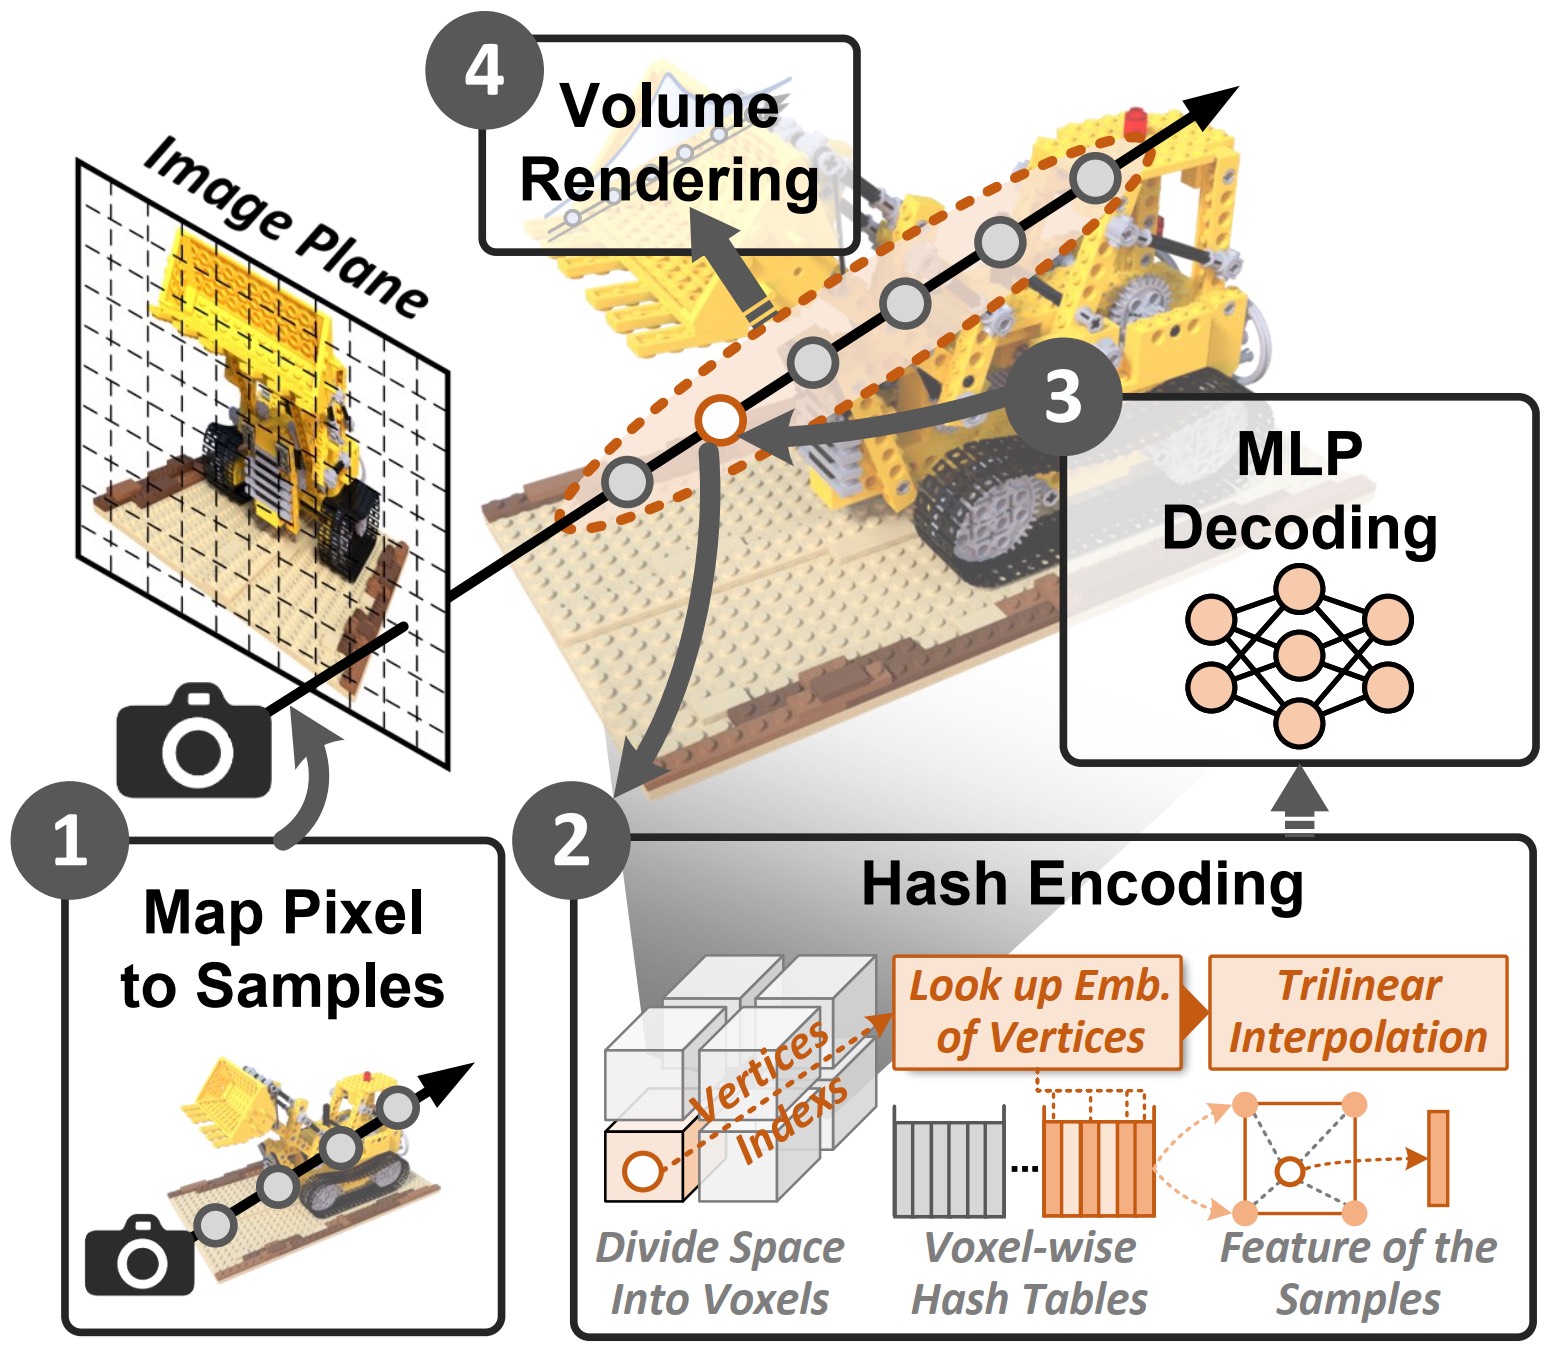 4
Volume
Rendering
Image Plane
3
MLP
Decoding
1
Map Pixel
to Samples
2
Hash Encoding
Vertices
Indexs
Look up Emb.
of Vertices
Trilinear
Interpolation
...
Divide Space
Into Voxels
Voxel-wise
Hash Tables
Feature of the
Samples